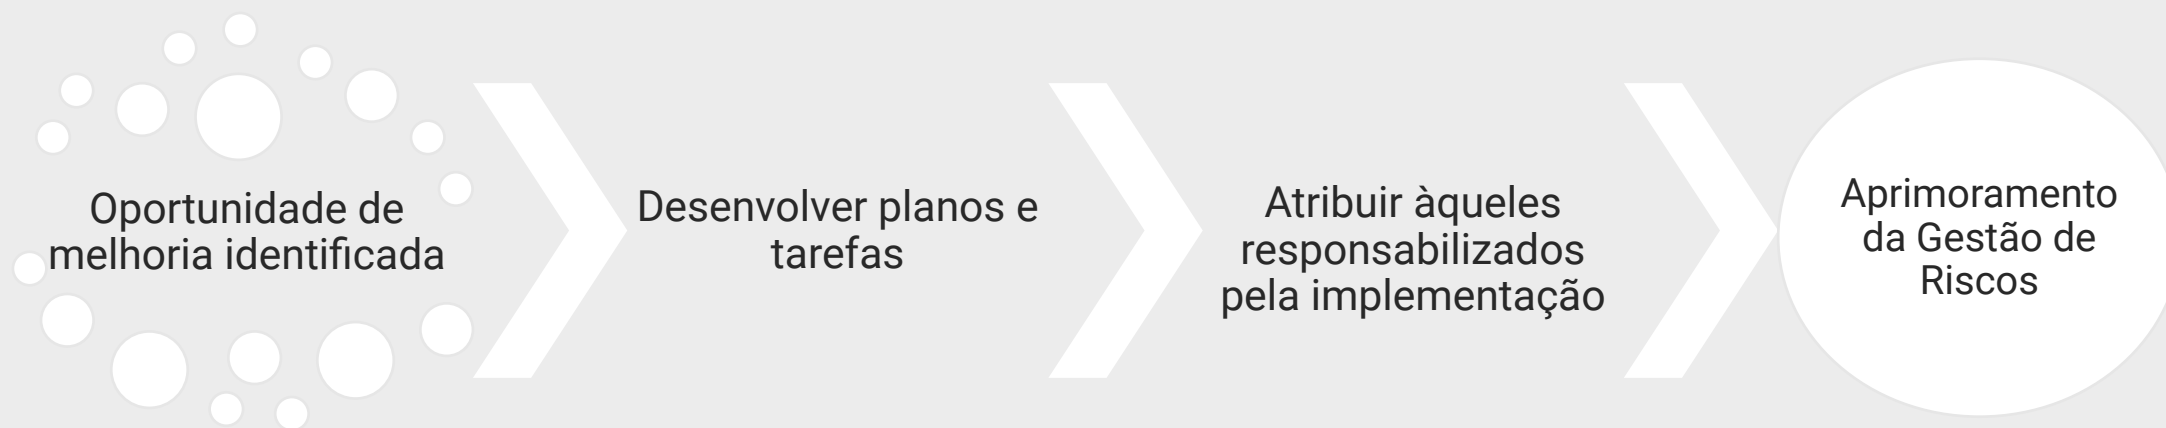 Oportunidade de
melhoria identificada
Desenvolver planos e
tarefas
Atribuir àqueles
responsabilizados
pela implementação
Aprimoramento
da Gestão de
Riscos